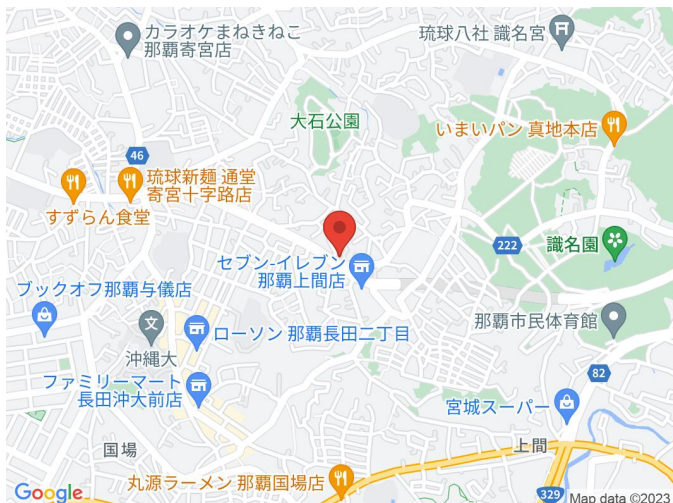 カラオケまねきねこ
那覇寄宮店
琉球八社 識名宮
大石公園
いまいパン 真地本店
46
琉球新麺 通堂
寄宮十字路店
すずらん食堂
222
識名園
セブン-イレブン
那覇上間店
ブックオフ那覇与儀店
那覇市民体育館
文
ローソン 那覇長田二丁目
沖縄大
82
ファミリーマート
長田沖大前店
宮城スーパー
国場
上間
丸源ラーメン 那覇国場店
329
Google
Map data ©2023